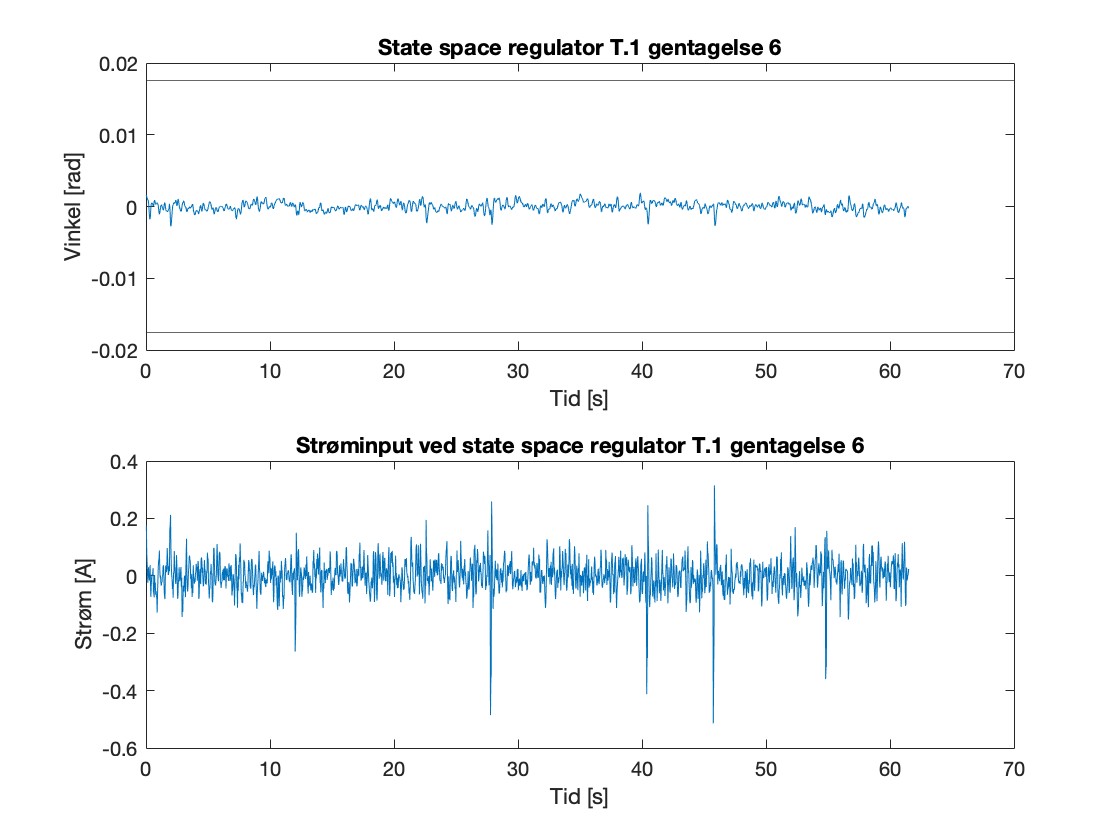 State space regulator T.1 gentagelse 6
0.02
0.01
0
-0.01
-0.02
Vinkel [rad]
0 10 20 30 40 50 60 70
Tid [s]
Strøminput ved state space regulator T.1 gentagelse 6
0.4
0.2
0
-0.2
-0.4
-0.6
Strøm [A]
0 10 20 30 40 50 60 70
Tid [s]